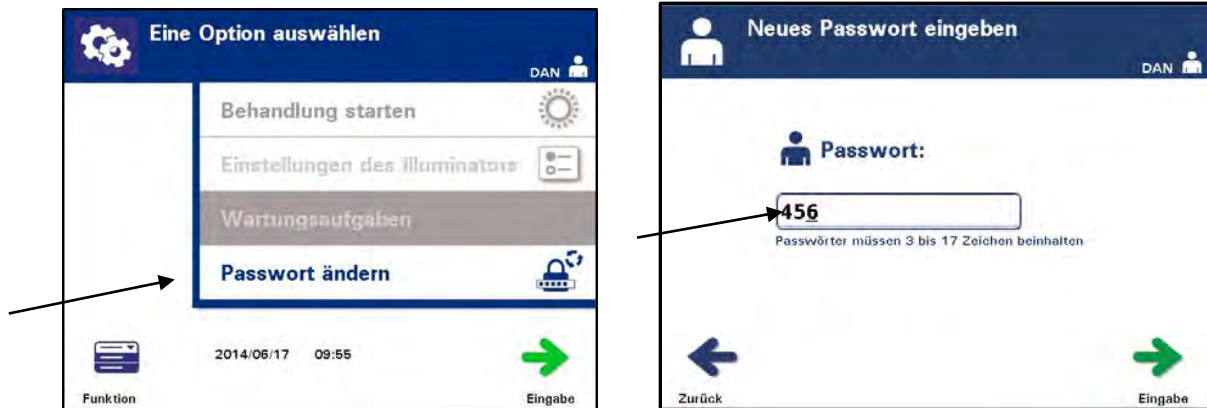 Eine Option auswählen
DAN
Behandlung starten
Einstellungen des Illuminators
Wartungsaufgaben
Passwort ändern
2014/06/17 09:55
Funktion
Eingabe
Neues Passwort eingeben
DAN
Passwort:
456
Passwörter müssen 3 bis 17 Zeichen beinhalten
Zurück
Eingabe